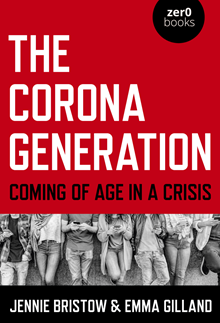 zer0
books
THE
CORONA
GENERATION
COMING OF AGE IN A CRISIS
JENNIE BRISTOW & EMMA GILLAND